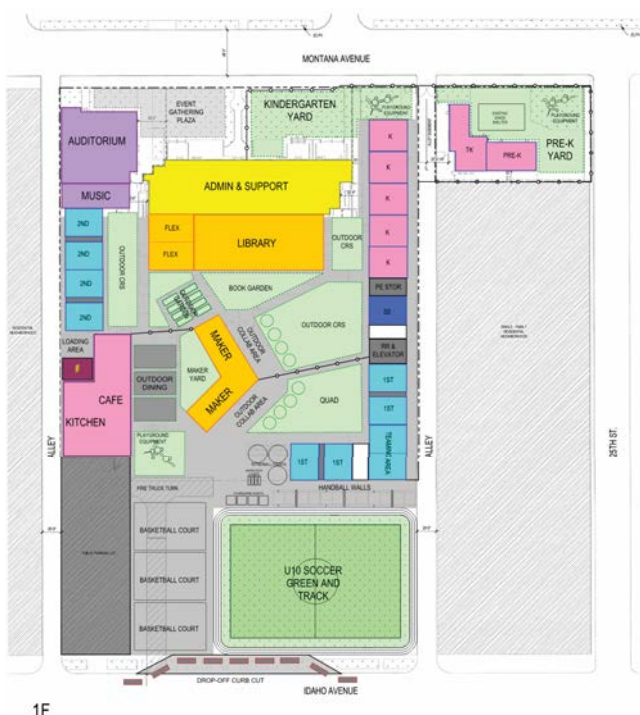 MONTANA AVENUE
EVENT
GATHERING
PLAZA
KINDERGARTEN
YARD
PLAYGROUND
EQUIPMENT
PLAYGROUND
EQUIPMENT
AUDITORIUM
TK
PRE-K
PRE-K
YARD
MUSIC
ADMIN & SUPPORT
K
K
K
K
K
2ND
2ND
2ND
2ND
OUTDOOR CRS
FLEX
FLEX
LIBRARY
OUTDOOR
CRS
BOOK GARDEN
GARDEN
PE STOR
OUTDOOR CRS
LOADING
AREA
MAKER
MAKER
MAKER
YARD
OUTDOOR
COLLAB AREA
OUTDOOR
COLLAB AREA
RR &
ELEVATOR
CAFE
KITCHEN
OUTDOOR
DINING
QUAD
1ST
1ST
TEAMING AREA
1ST
1ST
PLAYGROUND
EQUIPMENT
ALLEY
ALLEY
25TH ST.
FIRE TRUCK TURN
HANDBALL WALLS
BASKETBALL COURT
BASKETBALL COURT
BASKETBALL COURT
U10 SOCCER
GREEN AND
TRACK
DROP-OFF CURB CUT
IDAHO AVENUE
1F